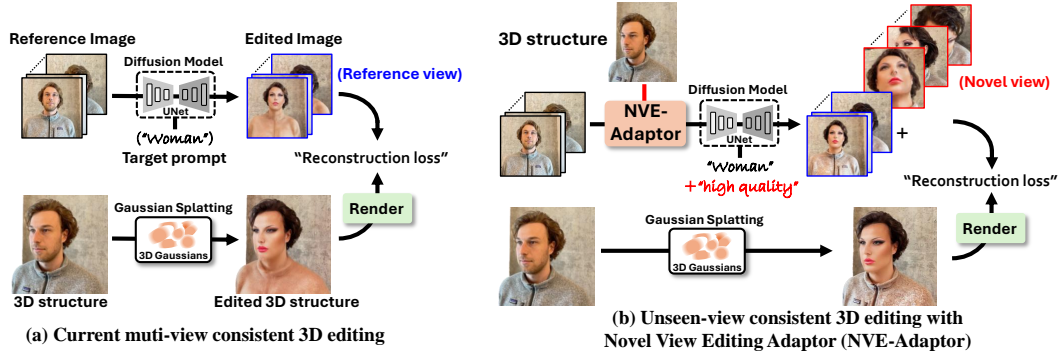 Reference Image
Edited Image
Diffusion Model
UNet
(Reference view)
("Woman")
Target prompt
"Reconstruction loss"
Render
Gaussian Splatting
3D Gaussians
3D structure
Edited 3D structure
(a) Current muti-view consistent 3D editing
3D structure
NVE-
Adaptor
Diffusion Model
UNet
"Woman"
+"high quality"
+
(Novel view)
"Reconstruction loss"
Render
Gaussian Splatting
3D Gaussians
(b) Unseen-view consistent 3D editing with
Novel View Editing Adaptor (NVE-Adaptor)